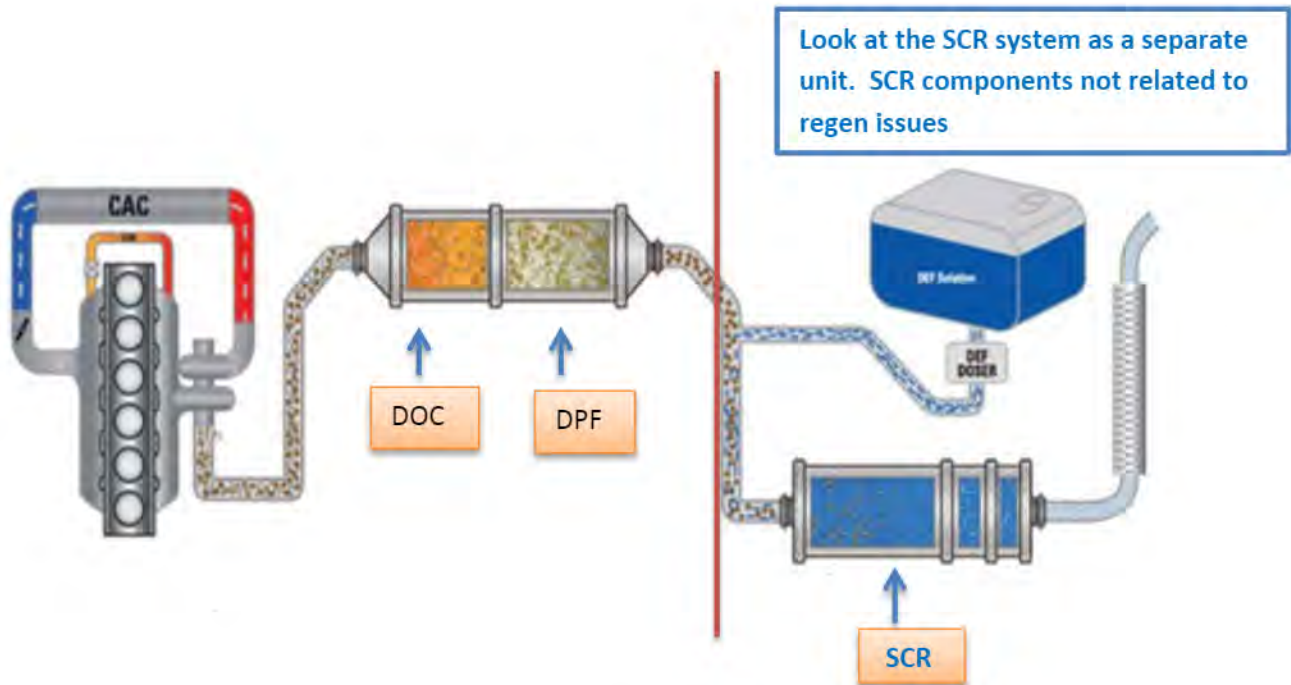 Look at the SCR system as a separate
unit. SCR components not related to
regen issues
CAC
DEF Solution
DEF
DOSER
DOC
DPF
SCR